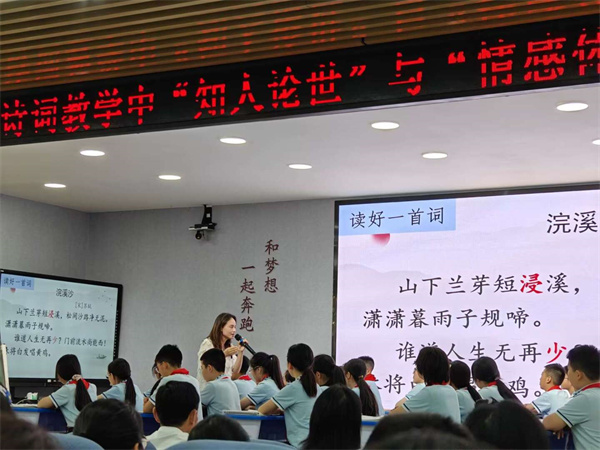 诗词教学中“知人论世”与“情感体
和梦想
一起奔跑
读好一首词
浣溪沙
山下兰芽短浸溪,松间沙路净无泥。
潇潇暮雨子规啼。
谁道人生无再少?门前流水尚能西!
将白发唱黄鸡。
读好一首词
浣溪
山下兰芽短浸溪,
潇潇暮雨子规啼。
谁道人生无再少
将
鸡。